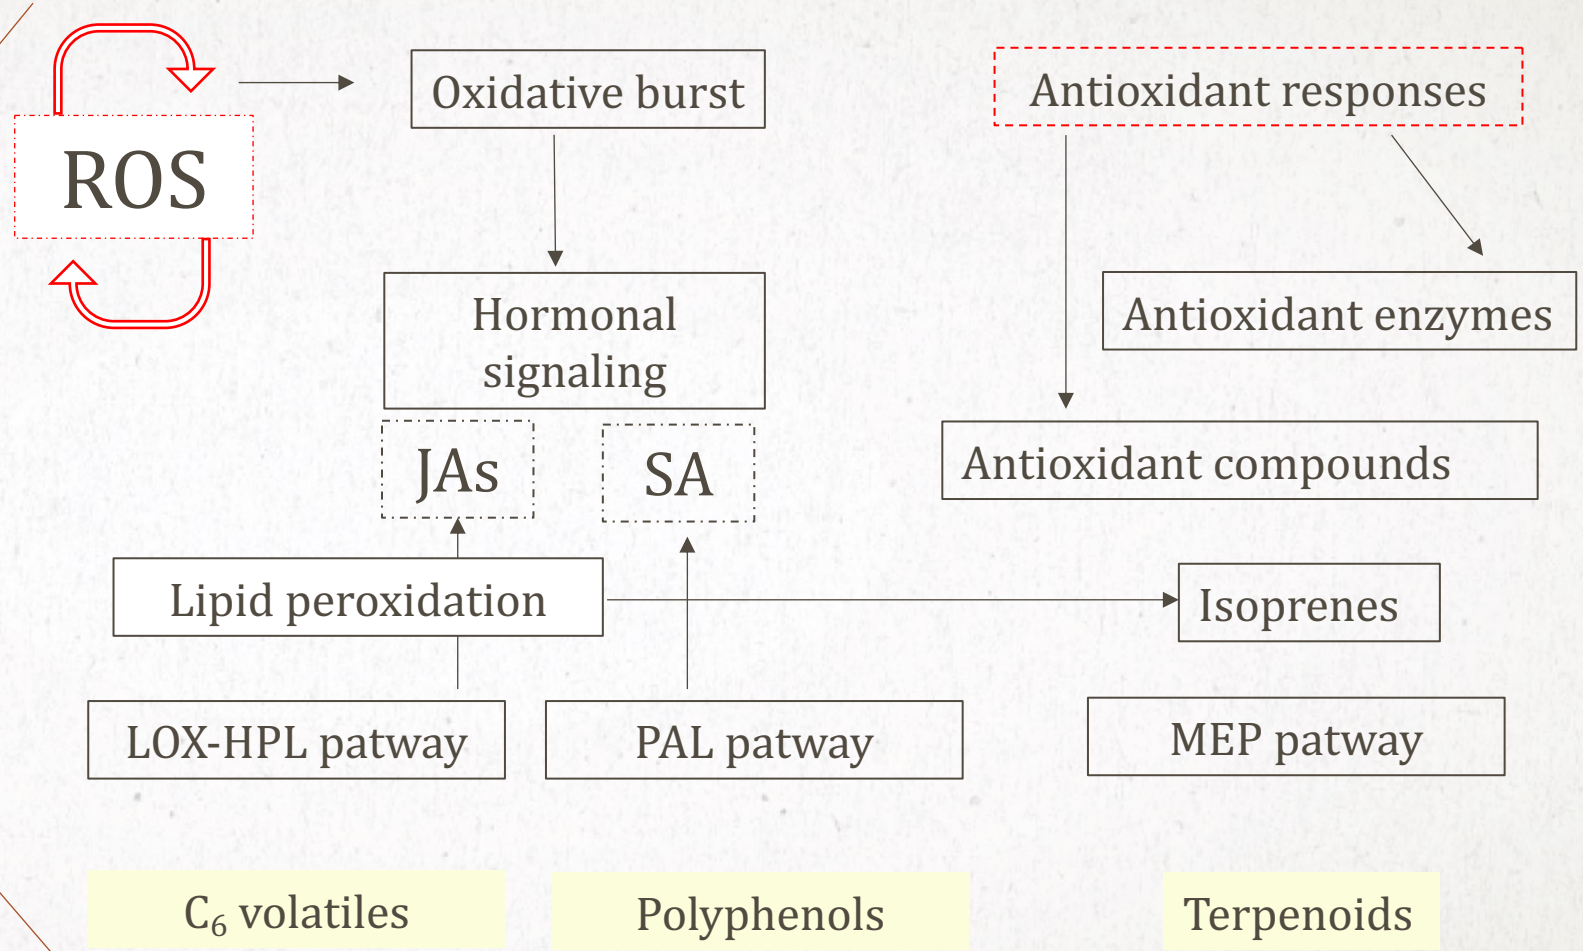 ROS
Oxidative burst
Antioxidant responses
Hormonal
signaling
Antioxidant enzymes
JAs
SA
Antioxidant compounds
Lipid peroxidation
Isoprenes
LOX-HPL patway
PAL patway
MEP patway
C₆ volatiles
Polyphenols
Terpenoids